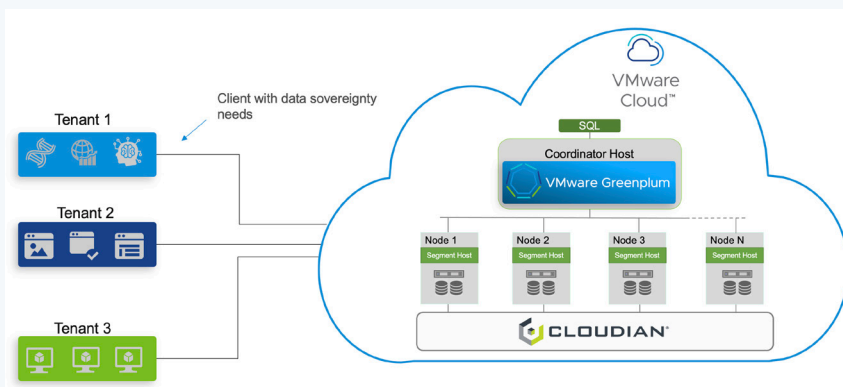 vmware
Cloud™
Client with data sovereignty
needs
Tenant 1
Tenant 2
Tenant 3
SQL
Coordinator Host
VMware Greenplum
Node 1
Segment Host
Node 2
Segment Host
Node 3
Segment Host
Node N
Segment Host
CLOUDIAN®